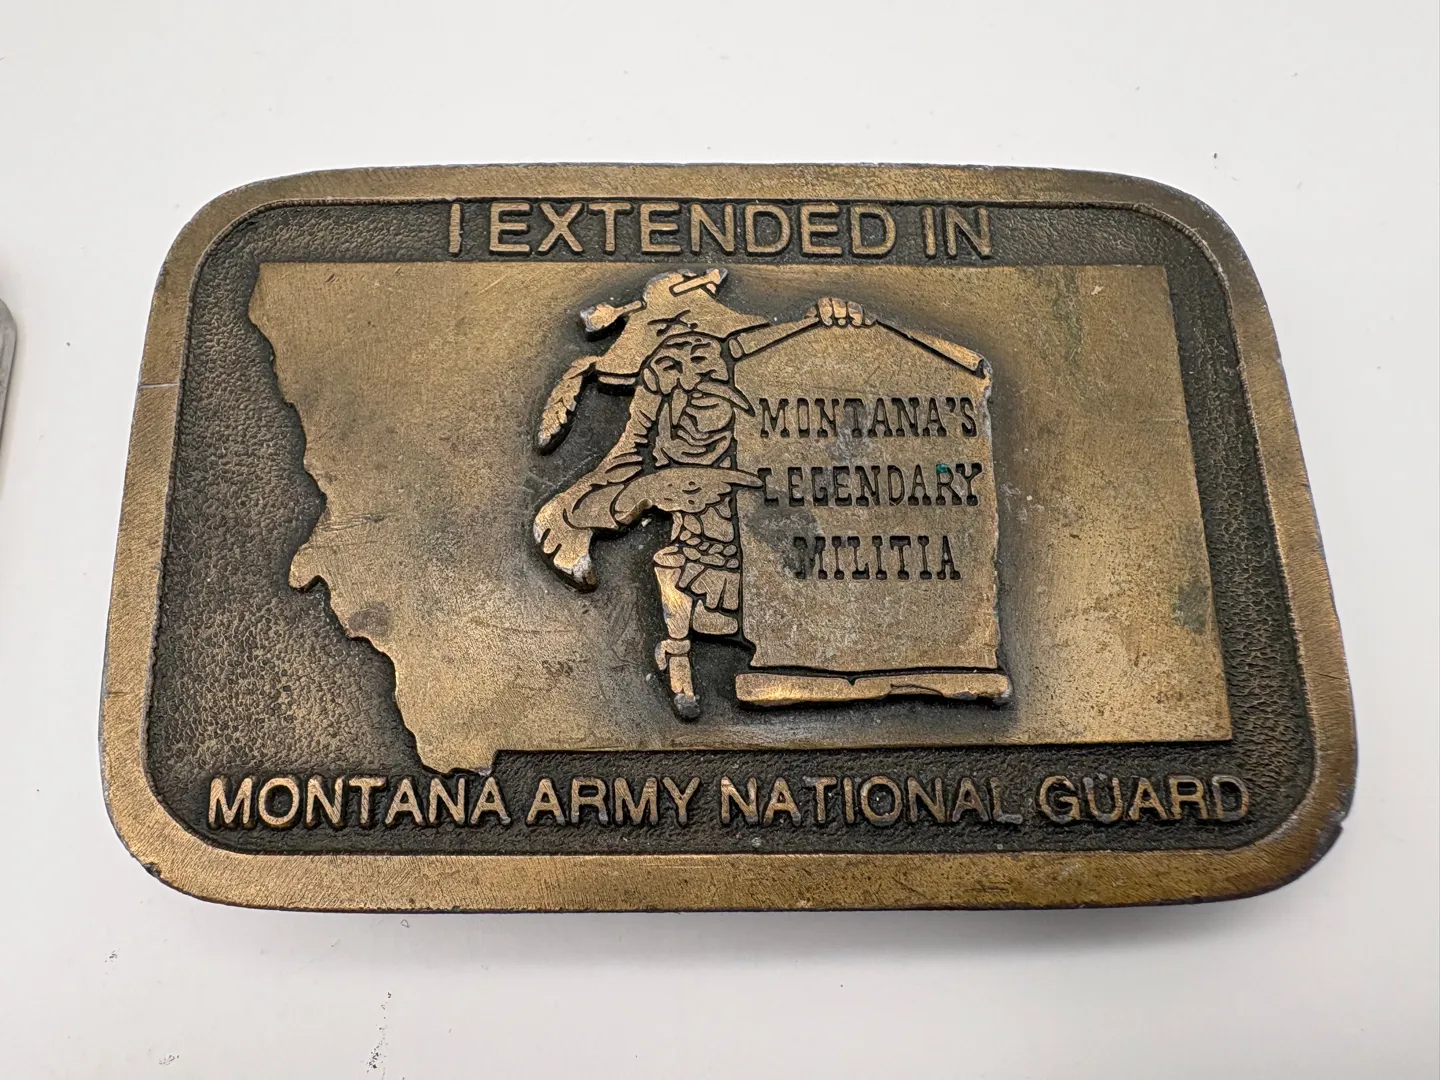 I EXTENDED IN
MONTANA'S
LEGENDARY
MILITIA
MONTANA ARMY NATIONAL GUARD